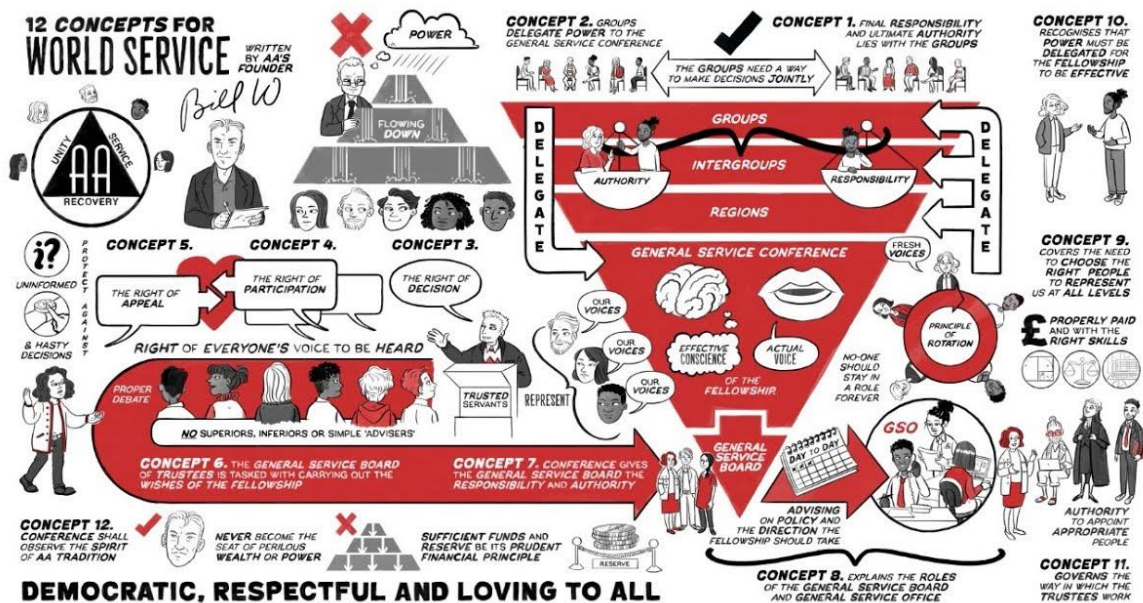 12 CONCEPTS FOR
WORLD SERVICE
WRITTEN
BY AA'S
FOUNDER
Bill W
UNITY
SERVICE
RECOVERY
AA
POWER
FLOWING
DOWN
CONCEPT 2. GROUPS
DELEGATE POWER TO THE
GENERAL SERVICE CONFERENCE
CONCEPT 1. FINAL RESPONSIBILITY
AND ULTIMATE AUTHORITY
LIES WITH THE GROUPS
THE GROUPS NEED A WAY
TO MAKE DECISIONS JOINTLY
GROUPS
INTERGROUPS
AUTHORITY
RESPONSIBILITY
REGIONS
DELEGATE
DELEGATE
GENERAL SERVICE CONFERENCE
EFFECTIVE
CONSCIENCE
ACTUAL
VOICE
OF THE
FELLOWSHIP.
GENERAL
SERVICE
BOARD
CONCEPT 10.
RECOGNISES THAT
POWER MUST BE
DELEGATED FOR
THE FELLOWSHIP
TO BE EFFECTIVE
CONCEPT 9.
COVERS THE NEED
TO CHOOSE THE
RIGHT PEOPLE
TO REPRESENT
US AT ALL LEVELS
£ PROPERLY PAID
AND WITH THE
RIGHT SKILLS
FRESH
VOICES
PRINCIPLE
OF
ROTATION
NO-ONE
SHOULD
STAY IN
A ROLE
FOREVER
CONCEPT 5.
THE RIGHT OF
APPEAL
CONCEPT 4.
THE RIGHT OF
PARTICIPATION
CONCEPT 3.
THE RIGHT OF
DECISION
i?
UNINFORMED
& HASTY
DECISIONS
PROTECT AGAINST
RIGHT OF EVERYONE'S VOICE TO BE HEARD
PROPER
DEBATE
TRUSTED
SERVANTS
REPRESENT
OUR
VOICES
OUR
VOICES
OUR
VOICES
NO SUPERIORS, INFERIORS OR SIMPLE 'ADVISERS'
CONCEPT 6. THE GENERAL SERVICE BOARD
OF TRUSTEES IS TASKED WITH CARRYING OUT THE
WISHES OF THE FELLOWSHIP
CONCEPT 7. CONFERENCE GIVES
THE GENERAL SERVICE BOARD THE
RESPONSIBILITY AND AUTHORITY
DAY TO DAY
ADVISING
ON POLICY AND
THE DIRECTION THE
FELLOWSHIP SHOULD TAKE
GSO
AUTHORITY
TO APPOINT
APPROPRIATE
PEOPLE
CONCEPT 8. EXPLAINS THE ROLES
OF THE GENERAL SERVICE BOARD
AND GENERAL SERVICE OFFICE
CONCEPT 11.
GOVERNS THE
WAY IN WHICH THE
TRUSTEES WORK
CONCEPT 12.
CONFERENCE SHALL
OBSERVE THE SPIRIT
OF AA TRADITION
NEVER BECOME THE
SEAT OF PERILOUS
WEALTH OR POWER
SUFFICIENT FUNDS AND
RESERVE BE ITS PRUDENT
FINANCIAL PRINCIPLE
RESERVE
DEMOCRATIC, RESPECTFUL AND LOVING TO ALL